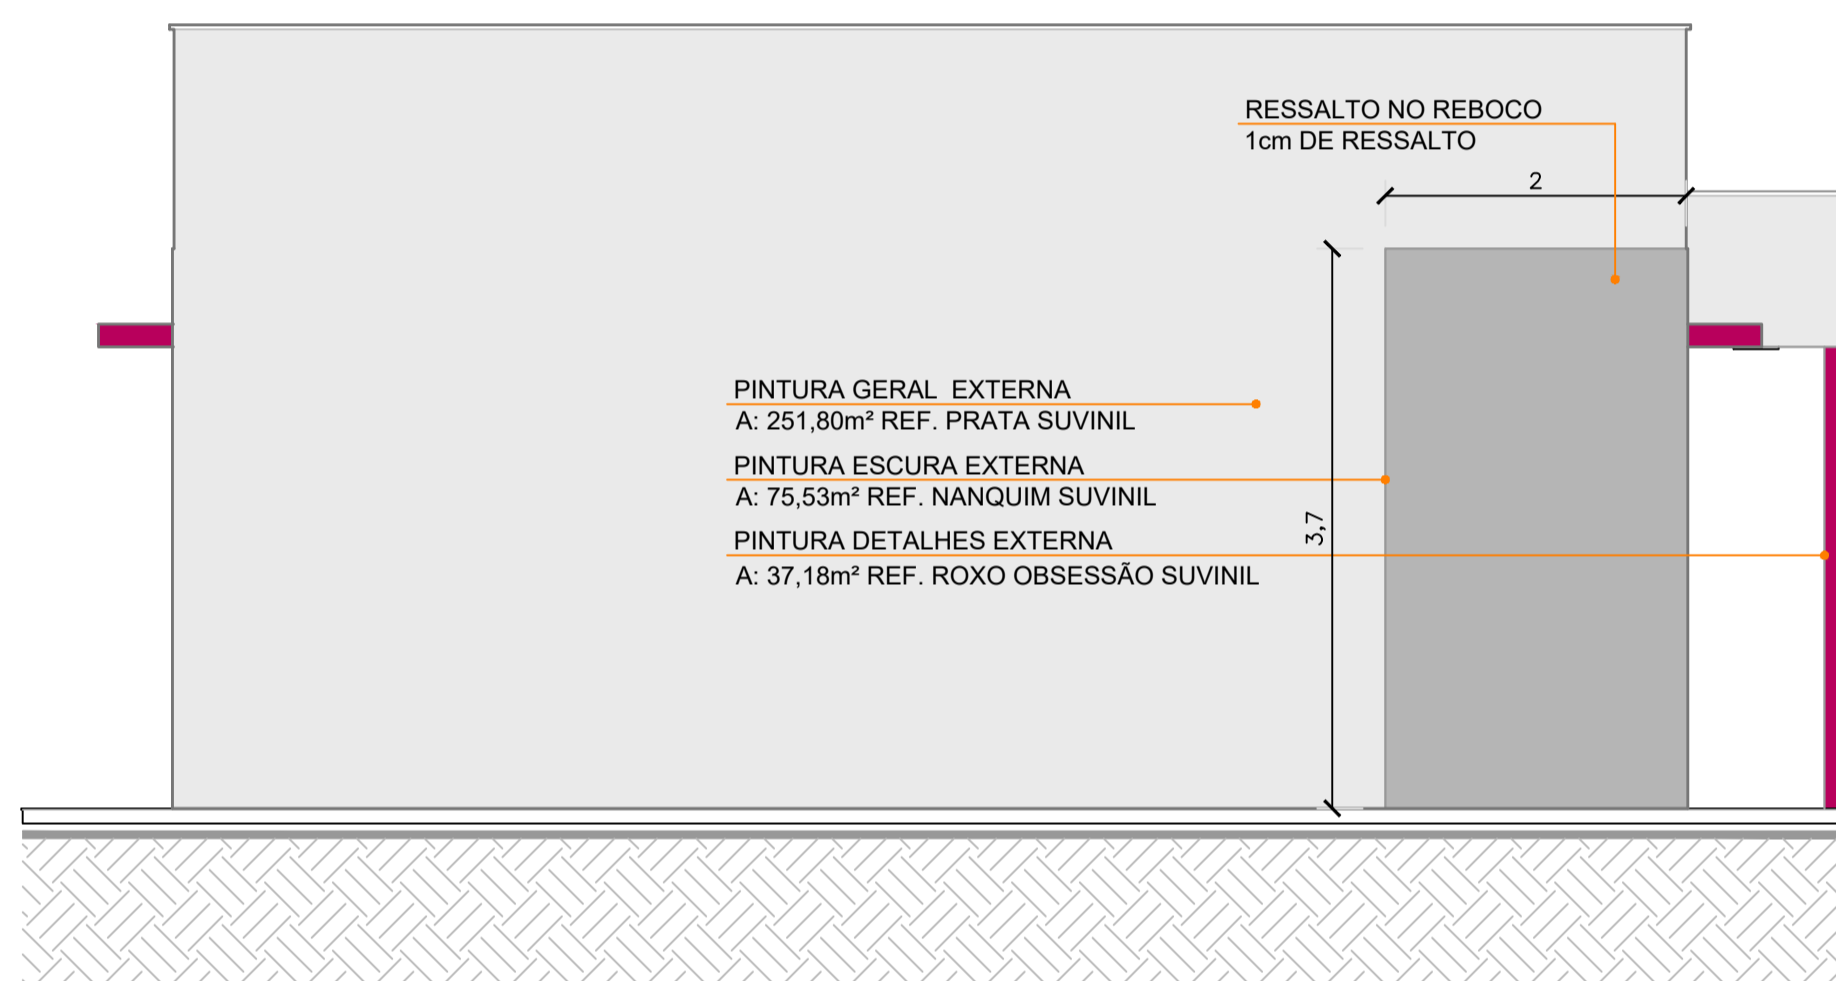 RESSALTO NO REBOCO
1cm DE RESSALTO
2
PINTURA GERAL  EXTERNA
A: 251,80m² REF. PRATA SUVINIL
PINTURA ESCURA EXTERNA
A: 75,53m² REF. NANQUIM SUVINIL
3,7
PINTURA DETALHES EXTERNA
A: 37,18m² REF. ROXO OBSESSÃO SUVINIL